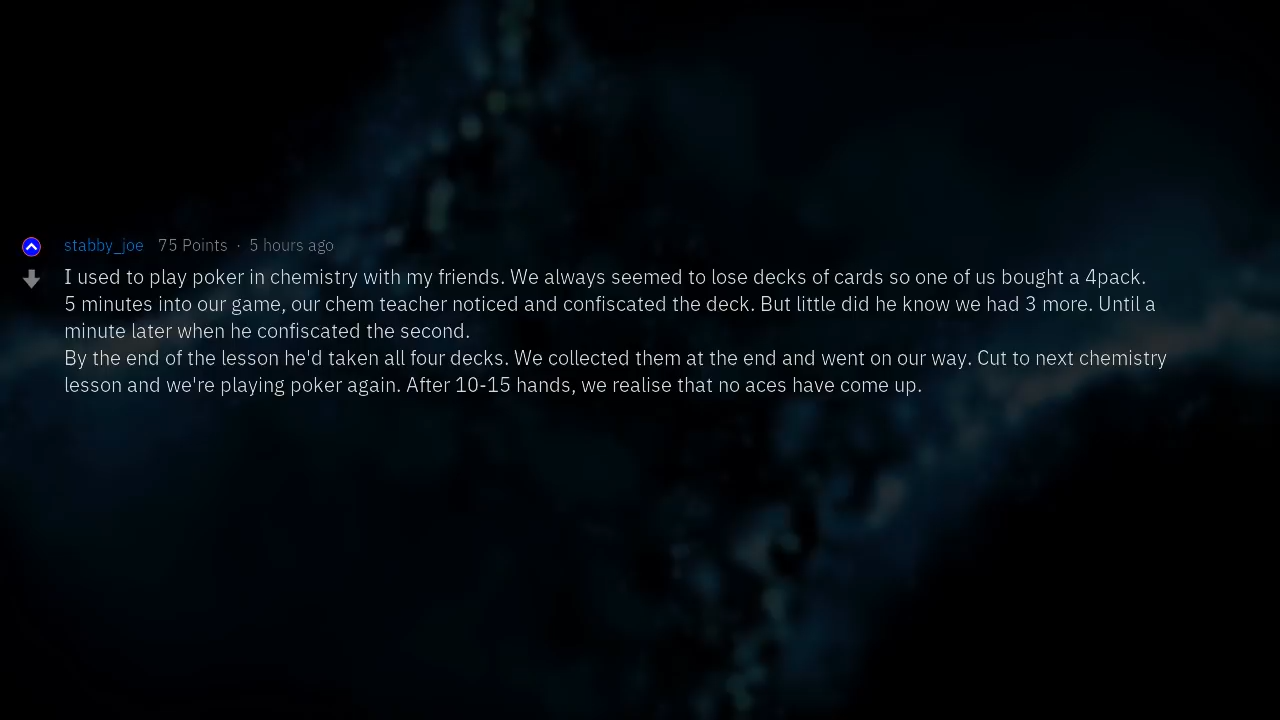 stabby_joe 75 Points · 5 hours ago
I used to play poker in chemistry with my friends. We always seemed to lose decks of cards so one of us bought a 4pack.
5 minutes into our game, our chem teacher noticed and confiscated the deck. But little did he know we had 3 more. Until a
minute later when he confiscated the second.
By the end of the lesson he'd taken all four decks. We collected them at the end and went on our way. Cut to next chemistry
lesson and we're playing poker again. After 10-15 hands, we realise that no aces have come up.